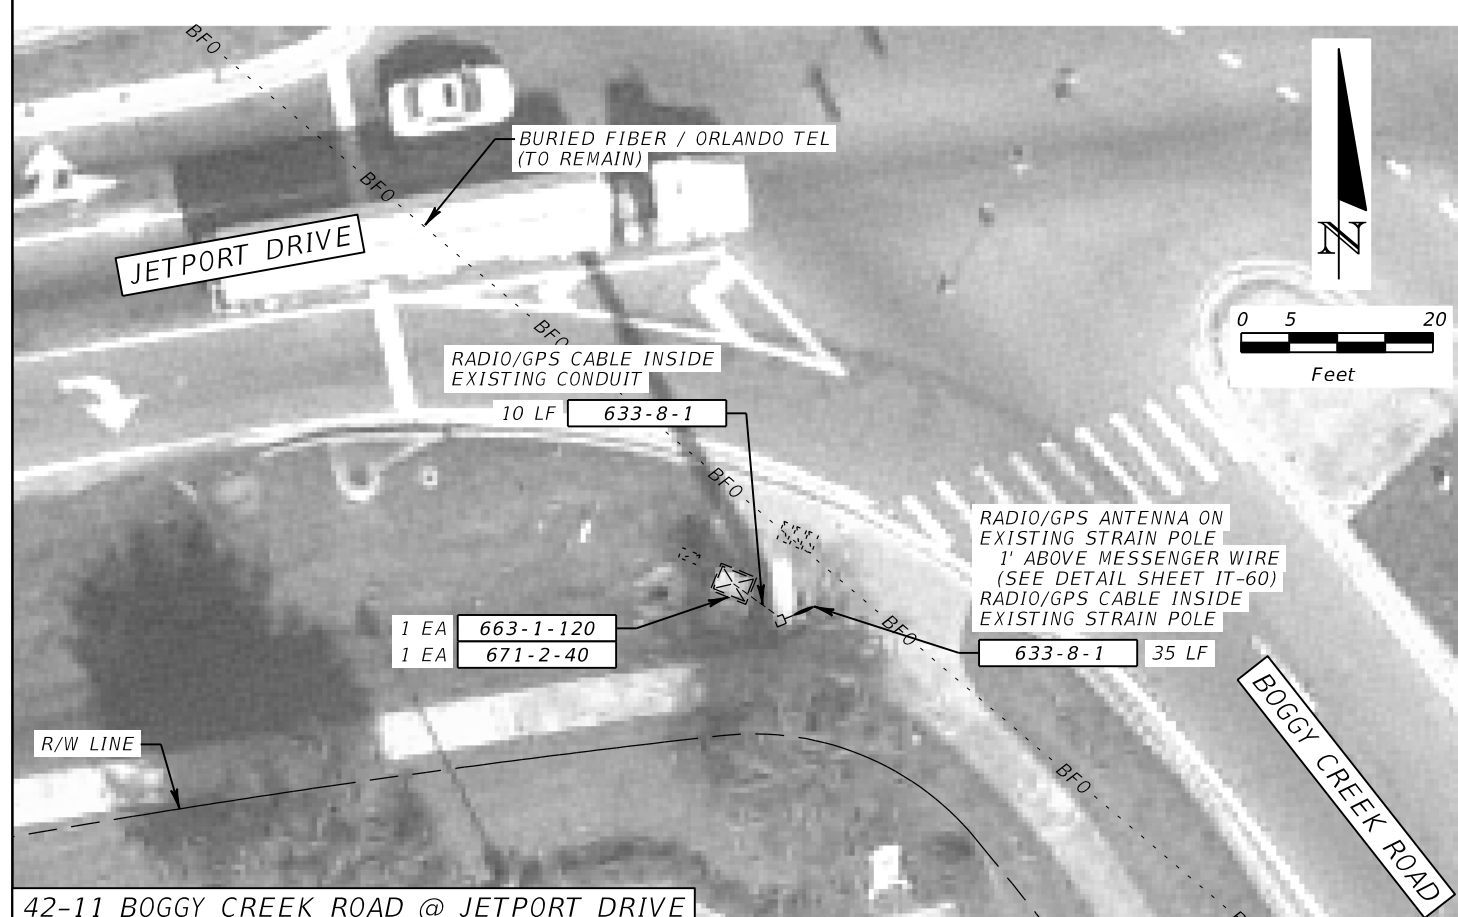 BFO
BURIED FIBER / ORLANDO TEL
(TO REMAIN)
BFO
JETPORT DRIVE
N
0 5 20
Feet
BFO
RADIO/GPS CABLE INSIDE
EXISTING CONDUIT
10 LF 633-8-1
BFO
RADIO/GPS ANTENNA ON
EXISTING STRAIN POLE
1' ABOVE MESSENGER WIRE
(SEE DETAIL SHEET IT-60)
RADIO/GPS CABLE INSIDE
EXISTING STRAIN POLE
633-8-1 35 LF
1 EA 663-1-120
1 EA 671-2-40
BFO
R/W LINE
BFO
BOGGY CREEK ROAD
42-11 BOGGY CREEK ROAD @ JETPORT DRIVE